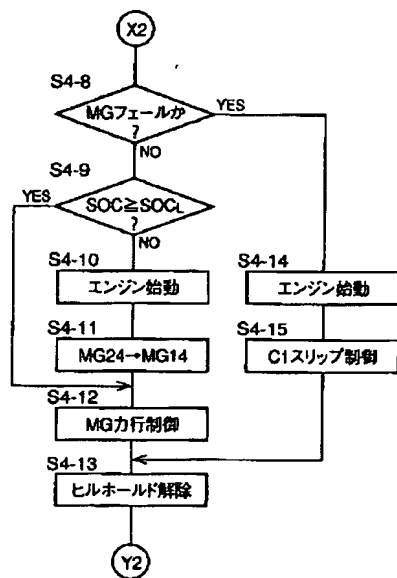 X2
S4-8
MGフェールか
?
YES
NO
S4-9
YES
SOC≧SOCL
?
NO
S4-10
エンジン始動
S4-14
エンジン始動
S4-11
MG24→MG14
S4-15
C1スリップ制御
S4-12
MG力行制御
S4-13
ヒルホールド解除
Y2